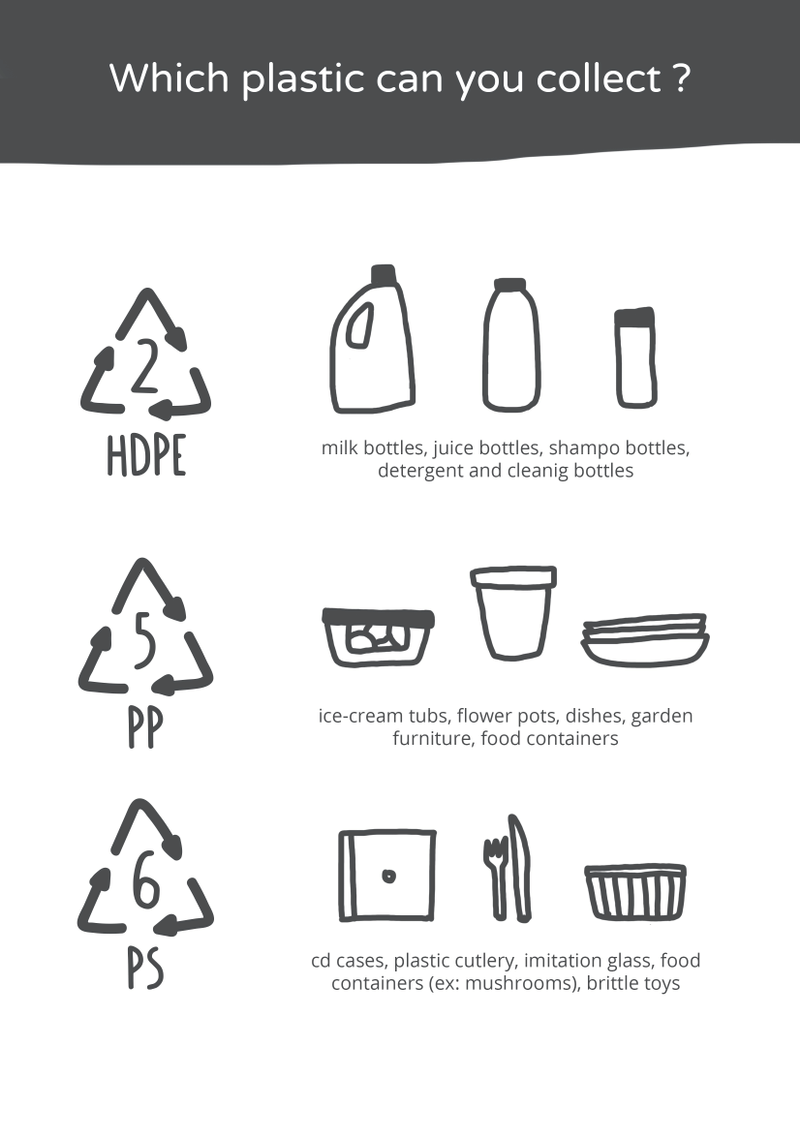 Which plastic can you collect ?
2
HDPE
milk bottles, juice bottles, shampo bottles,
detergent and cleanig bottles
5
PP
ice-cream tubs, flower pots, dishes, garden
furniture, food containers
6
PS
cd cases, plastic cutlery, imitation glass, food
containers (ex: mushrooms), brittle toys